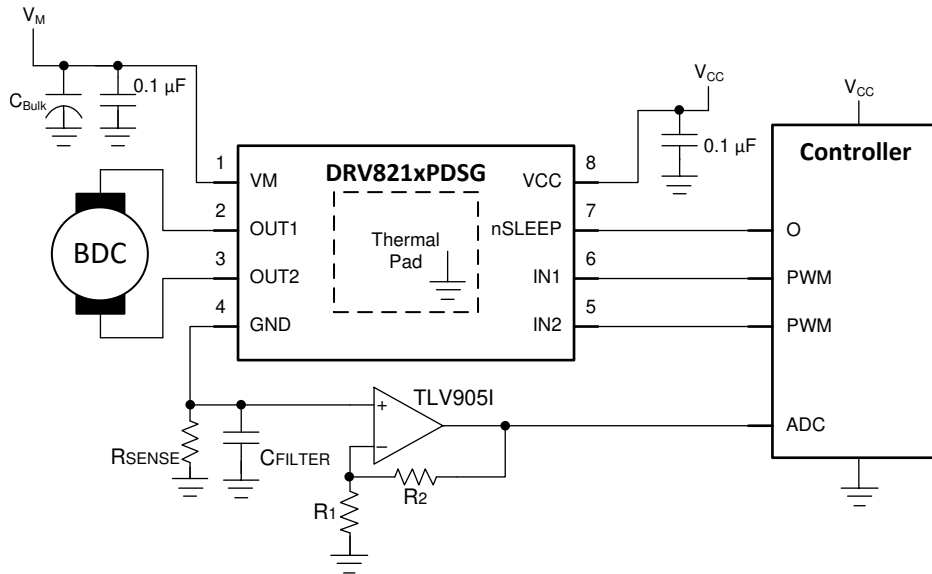 VM
CBulk
0.1 µF
VCC
0.1 µF
VCC
Controller
DRV821xPDSG
1
VM
2
OUT1
3
OUT2
4
GND
BDC
Thermal
Pad
8
VCC
7
nSLEEP
6
IN1
5
IN2
O
PWM
PWM
ADC
TLV905I
+
−
RSENSE
CFILTER
R2
R1